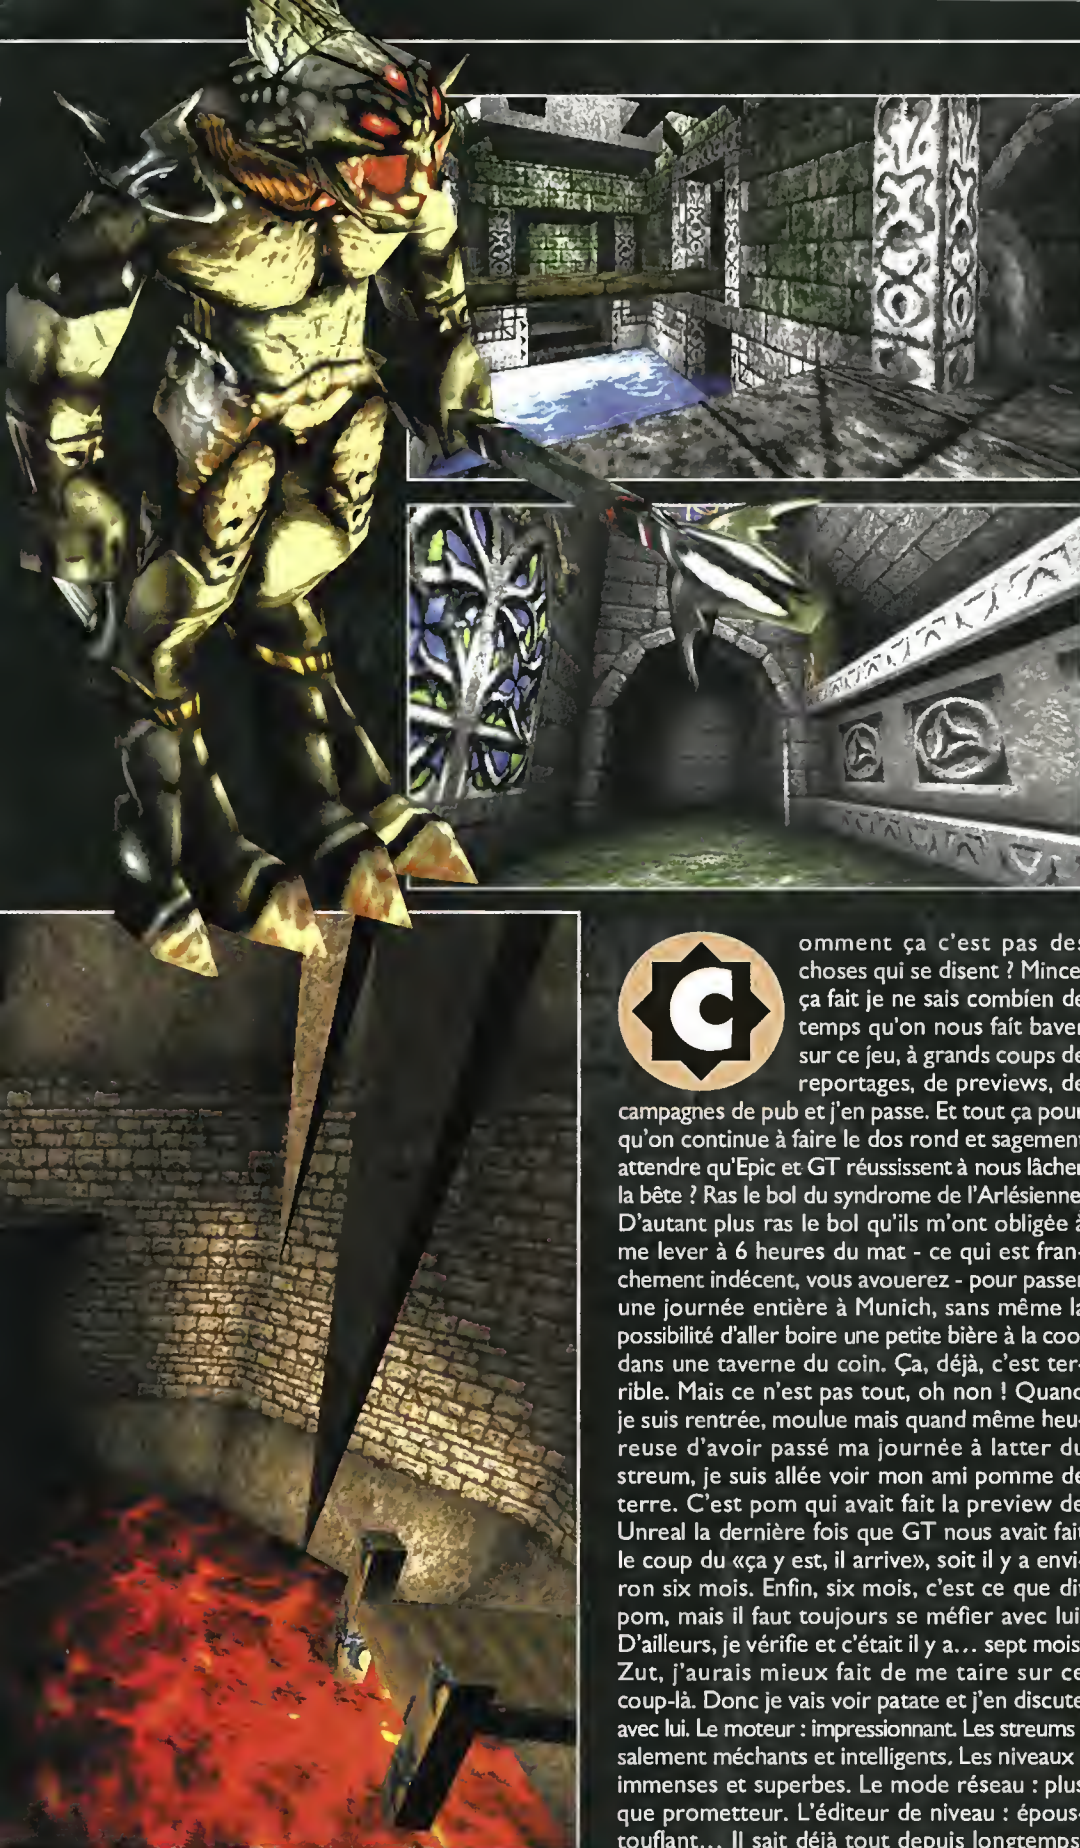 C
omment ça c'est pas des
choses qui se disent ? Mince,
ça fait je ne sais combien de
temps qu'on nous fait baver
sur ce jeu, à grands coups de
reportages, de previews, de
campagnes de pub et j'en passe. Et tout ça pour
qu'on continue à faire le dos rond et sagement
attendre qu'Epic et GT réussissent à nous lâcher
la bête ? Ras le bol du syndrome de l'Arlésienne
D'autant plus ras le bol qu'ils m'ont obligée à
me lever à 6 heures du mat - ce qui est fran-
chement indécent, vous avouerez - pour passer
une journée entière à Munich, sans même la
possibilité d'aller boire une petite bière à la coo
dans une taverne du coin. Ça, déjà, c'est ter-
rible. Mais ce n'est pas tout, oh non ! Quand
je suis rentrée, moulue mais quand même heu-
reuse d'avoir passé ma journée à latter du
streum, je suis allée voir mon ami pomme de
terre. C'est pom qui avait fait la preview de
Unreal la dernière fois que GT nous avait fait
le coup du «ça y est, il arrive», soit il y a envi-
ron six mois. Enfin, six mois, c'est ce que dit
pom, mais il faut toujours se méfier avec lui
D'ailleurs, je vérifie et c'était il y a... sept mois
Zut, j'aurais mieux fait de me taire sur ce
coup-là. Donc je vais voir patate et j'en discute
avec lui. Le moteur : impressionnant. Les streums :
salement méchants et intelligents. Les niveaux :
immenses et superbes. Le mode réseau : plus
que prometteur. L'éditeur de niveau : épous-
touflant... Il sait déjà tout depuis longtemps